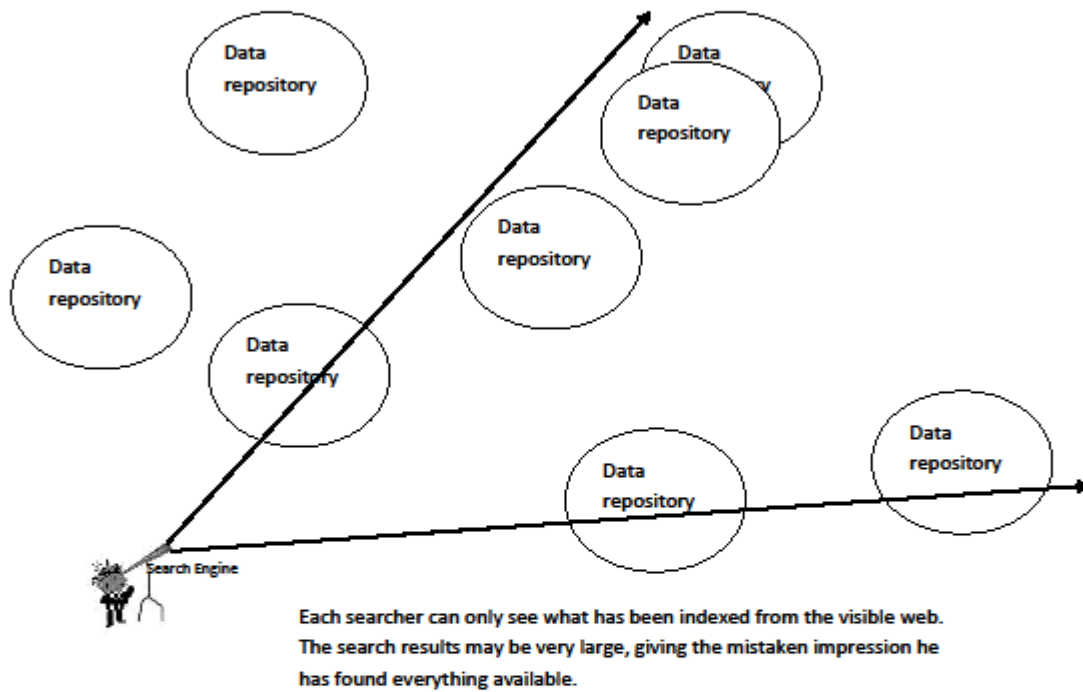 Data
repository
Data
ry
Data
repository
Data
repository
Data
repository
Data
repository
Data
repository
Data
repository
Search Engine
Each searcher can only see what has been indexed from the visible web.
The search results may be very large, giving the mistaken impression he
has found everything available.